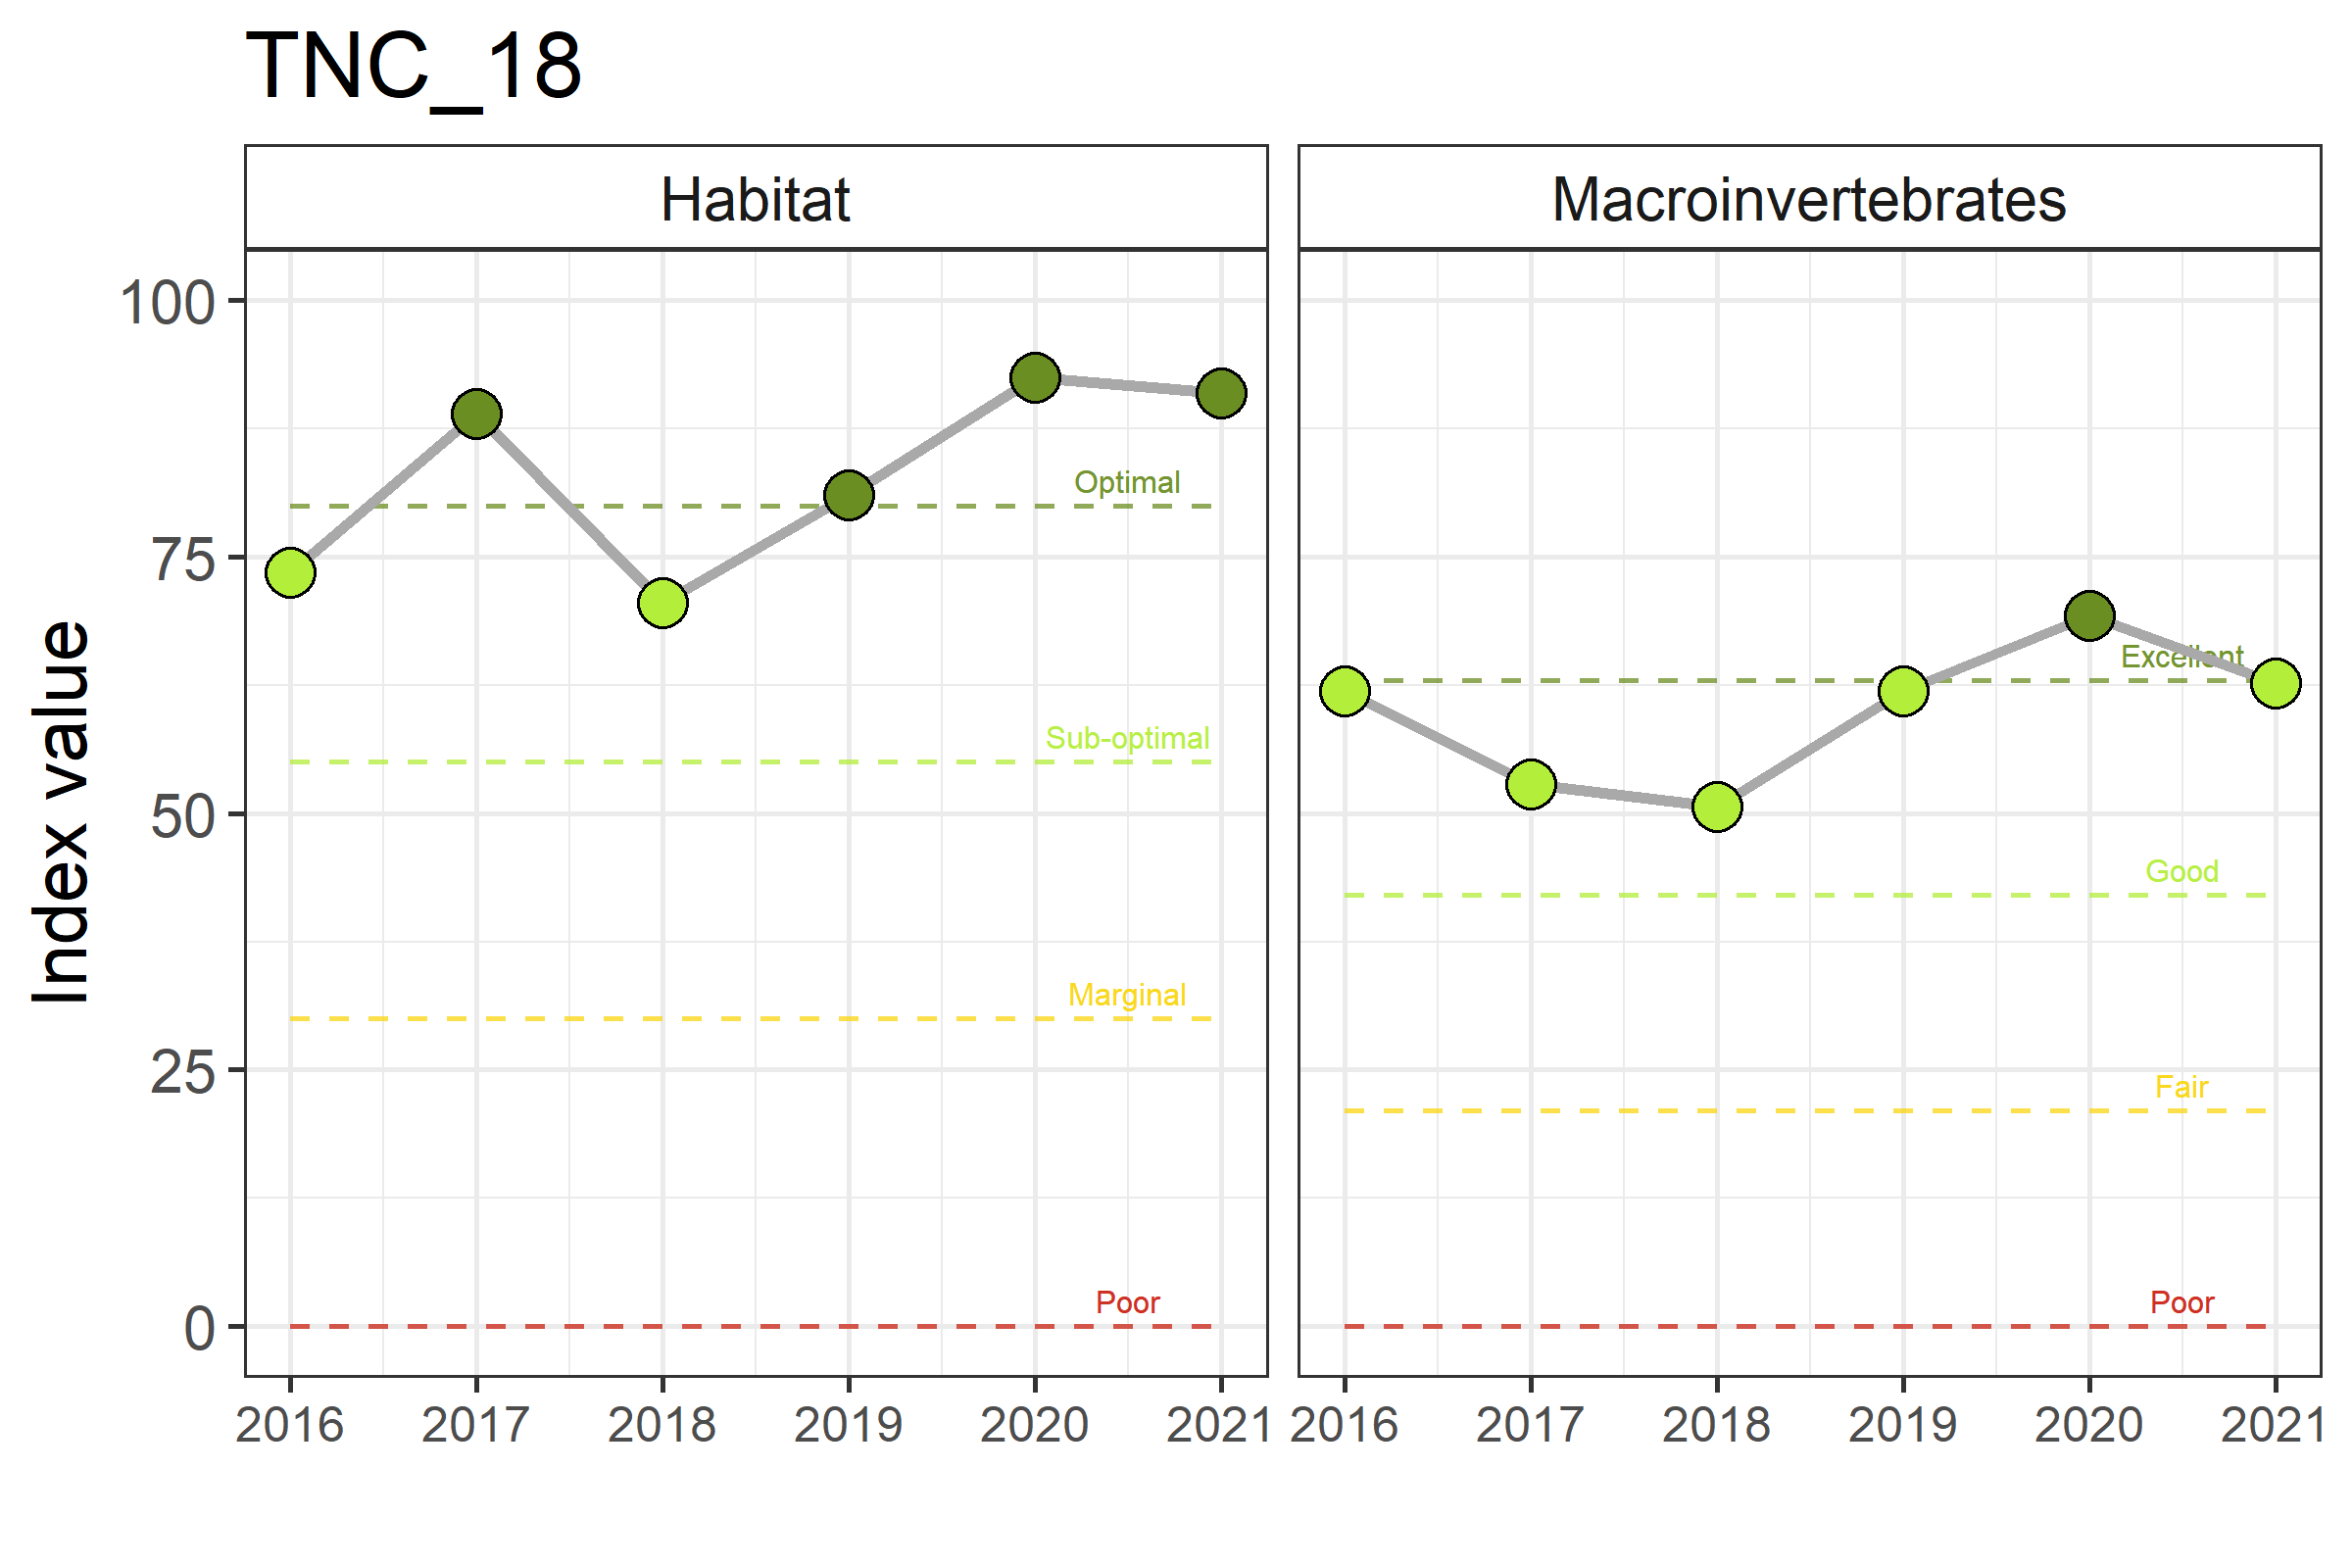 TNC_18
Habitat
Macroinvertebrates
Index value
100
75
50
25
0
Optimal
Sub-optimal
Marginal
Poor
Excellent
Good
Fair
Poor
2016 2017 2018 2019 2020 2021
2016 2017 2018 2019 2020 2021